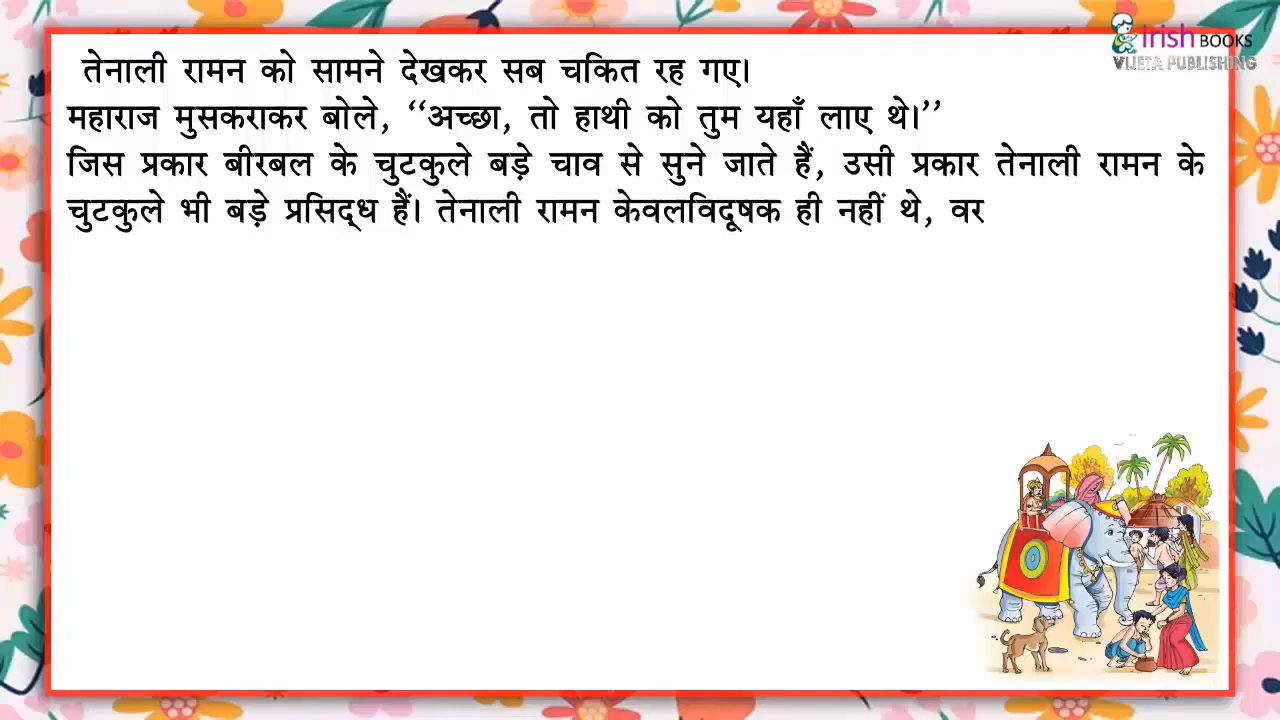 Irish BOOKS
VIJETA PUBLISHING
तेनाली रामन को सामने देखकर सब चकित रह गए।
महाराज मुसकराकर बोले, ‘‘अच्छा, तो हाथी को तुम यहाँ लाए थे।’’
जिस प्रकार बीरबल के चुटकुले बड़े चाव से सुने जाते हैं, उसी प्रकार तेनाली रामन के
चुटकुले भी बड़े प्रसिद्ध हैं। तेनाली रामन केवलविदूषक ही नहीं थे, वर